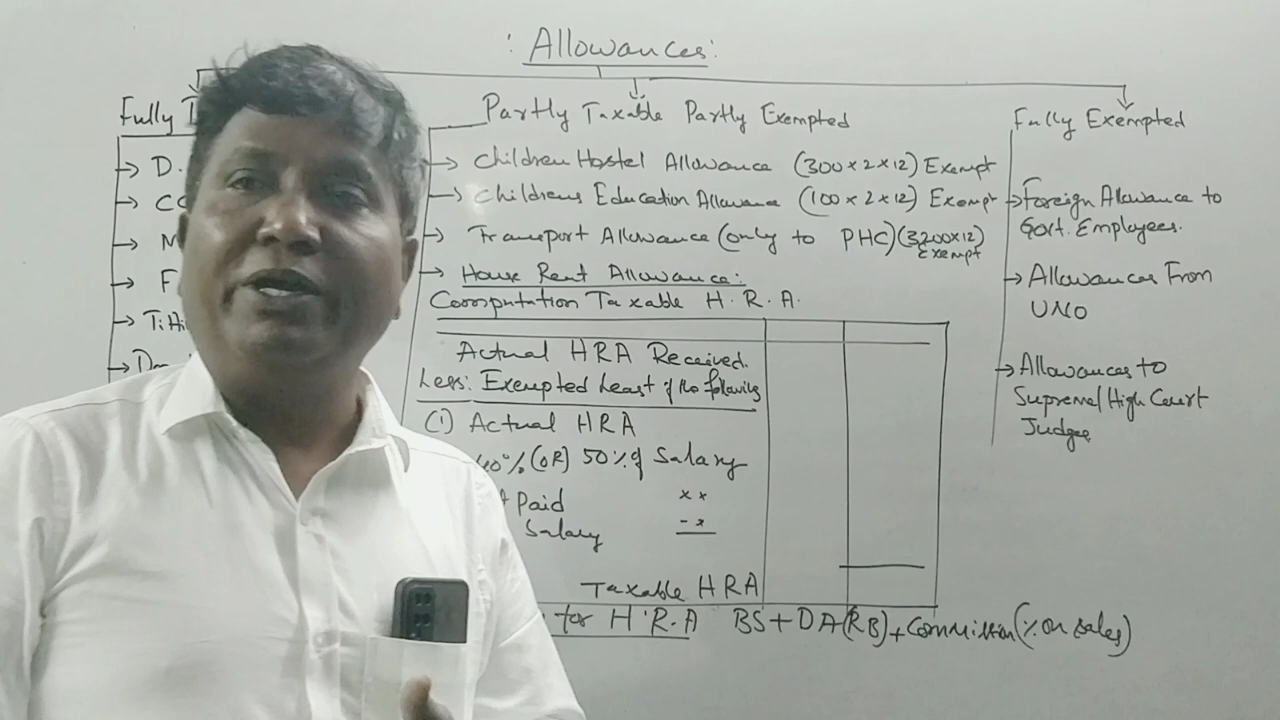 : Allowances:
Fully T
→ D.
→ CC
→ M
→ F
→ Tiffi
Partly Taxable Partly Exempted
→ Children Hostel Allowance (300×2×12) Exempt
→ Childrens Education Allowance (100×2×12) Exempt
→ Transport Allowance (only to PHC) (3200×12) Exempt
→ House Rent Allowance:
Computation Taxable H.R.A.
Actual HRA Received.
Less: Exempted Least of the following
(1) Actual HRA
40% (OR) 50% of Salary
Paid ××
Salary -×
Taxable HRA
for H.R.A BS+DA(RB)+Commission(% on sales)
Fully Exempted
→ Foreign Allowance to
Govt. Employees.
→ Allowances From
UNO
→ Allowances to
Supreme/High Court
Judges